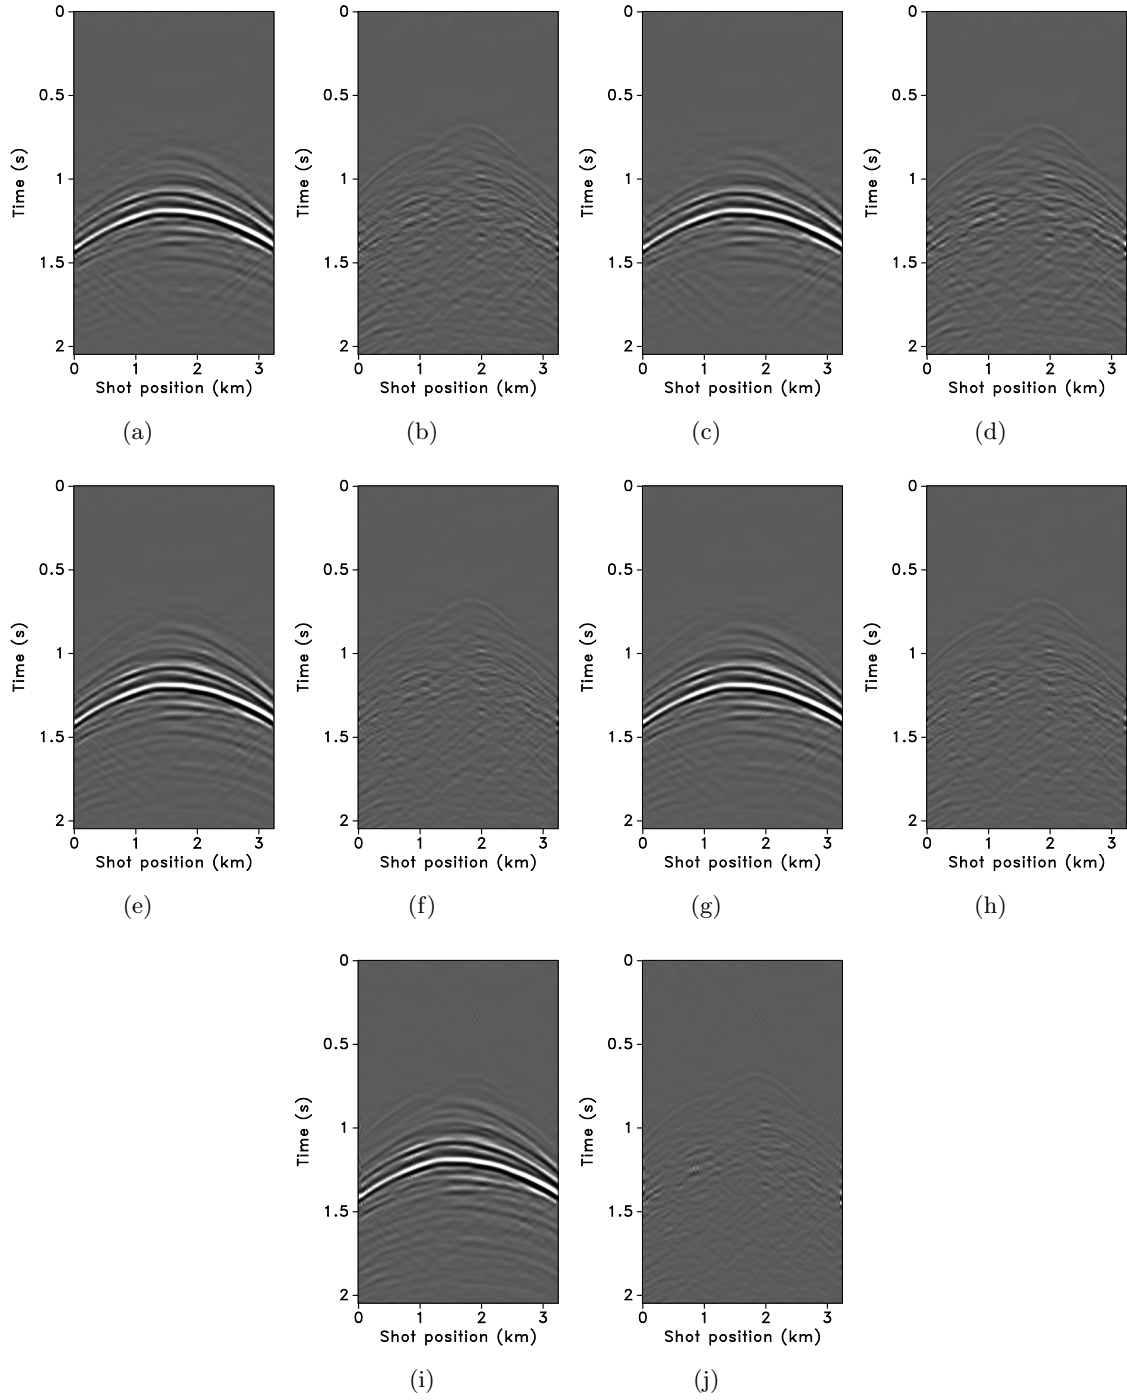 0 0 0 0
0.5 0.5 0.5 0.5
Time (s) Time (s) Time (s) Time (s)
1 1 1 1
1.5 1.5 1.5 1.5
2 2 2 2
0 1 2 3 0 1 2 3 0 1 2 3 0 1 2 3
Shot position (km) Shot position (km) Shot position (km) Shot position (km)
(a) (b) (c) (d)
0 0 0 0
0.5 0.5 0.5 0.5
Time (s) Time (s) Time (s) Time (s)
1 1 1 1
1.5 1.5 1.5 1.5
2 2 2 2
0 1 2 3 0 1 2 3 0 1 2 3 0 1 2 3
Shot position (km) Shot position (km) Shot position (km) Shot position (km)
(e) (f) (g) (h)
0 0
0.5 0.5
Time (s) Time (s)
1 1
1.5 1.5
2 2
0 1 2 3 0 1 2 3
Shot position (km) Shot position (km)
(i) (j)